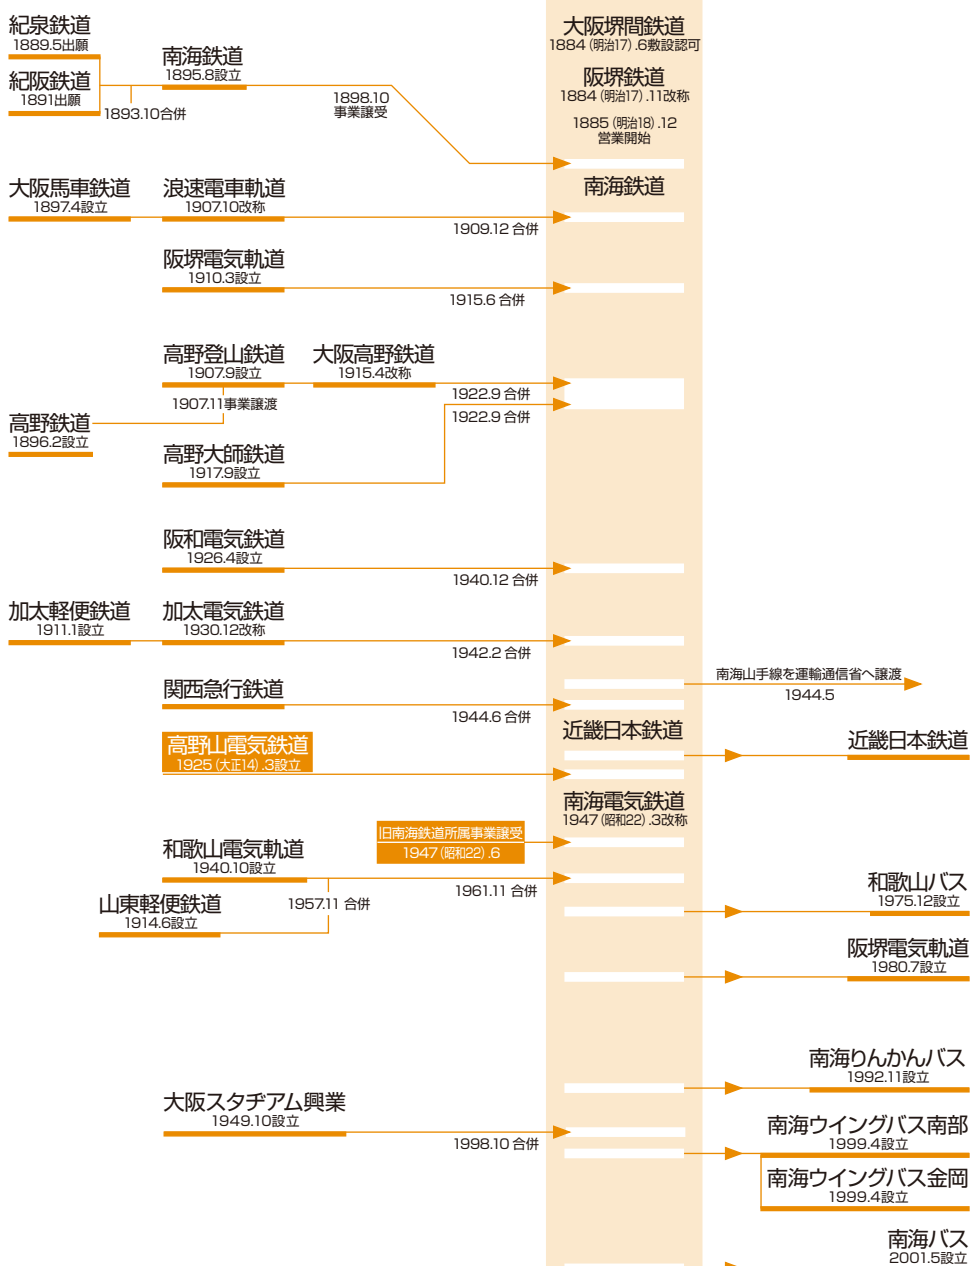 紀泉鉄道
1889.5出願
紀阪鉄道
1891出願
1893.10合併
南海鉄道
1895.8設立
1898.10
事業譲受
大阪堺間鉄道
1884(明治17).6敷設認可
阪堺鉄道
1884(明治17).11改称
1885(明治18).12
営業開始
南海鉄道
大阪馬車鉄道
1897.4設立
浪速電車軌道
1907.10改称
1909.12 合併
阪堺電気軌道
1910.3設立
1915.6 合併
高野登山鉄道
1907.9設立
大阪高野鉄道
1915.4改称
1922.9 合併
1907.11事業譲渡
1922.9 合併
高野鉄道
1896.2設立
高野大師鉄道
1917.9設立
阪和電気鉄道
1926.4設立
1940.12 合併
加太軽便鉄道
1911.1設立
加太電気鉄道
1930.12改称
1942.2 合併
南海山手線を運輸通信省へ譲渡
1944.5
関西急行鉄道
1944.6 合併
近畿日本鉄道
近畿日本鉄道
高野山電気鉄道
1925(大正14).3設立
南海電気鉄道
1947(昭和22).3改称
旧南海鉄道所属事業譲受
1947(昭和22).6
和歌山電気軌道
1940.10設立
1961.11 合併
1957.11 合併
山東軽便鉄道
1914.6設立
和歌山バス
1975.12設立
阪堺電気軌道
1980.7設立
南海りんかんバス
1992.11設立
大阪スタヂアム興業
1949.10設立
1998.10 合併
南海ウイングバス南部
1999.4設立
南海ウイングバス金岡
1999.4設立
南海バス
2001.5設立